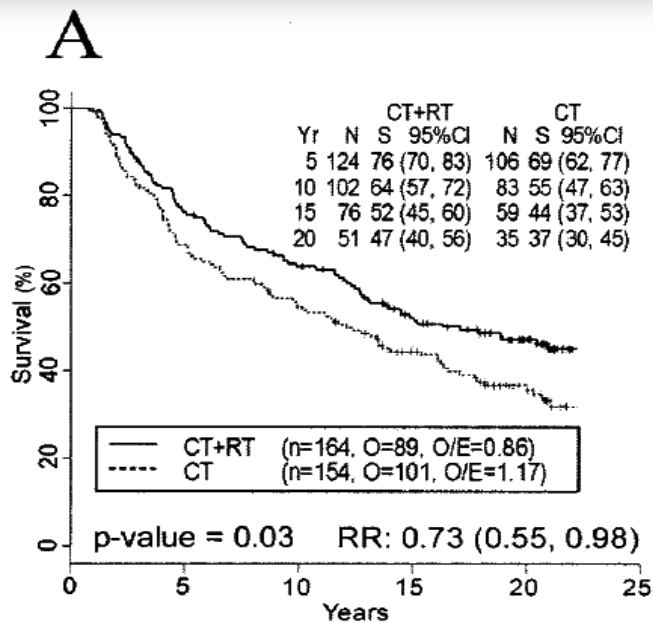 A
CT+RT CT
Yr N S 95%CI N S 95%CI
5 124 76 (70, 83) 106 69 (62, 77)
10 102 64 (57, 72) 83 55 (47, 63)
15 76 52 (45, 60) 59 44 (37, 53)
20 51 47 (40, 56) 35 37 (30, 45)
100
80
60
40
20
0
Survival (%)
CT+RT (n=164, O=89, O/E=0.86)
CT (n=154, O=101, O/E=1.17)
p-value = 0.03 RR: 0.73 (0.55, 0.98)
0 5 10 15 20 25
Years